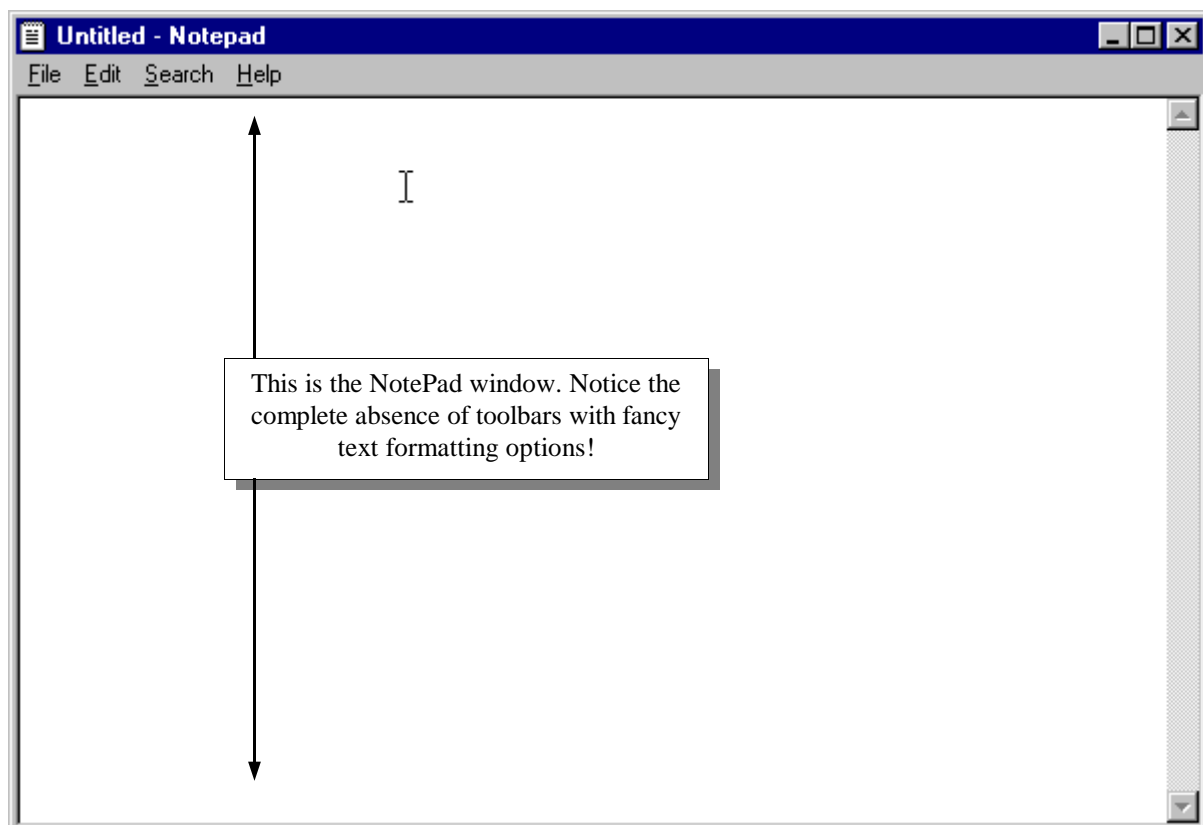 Untitled - Notepad
File Edit Search Help
This is the NotePad window. Notice the
complete absence of toolbars with fancy
text formatting options!